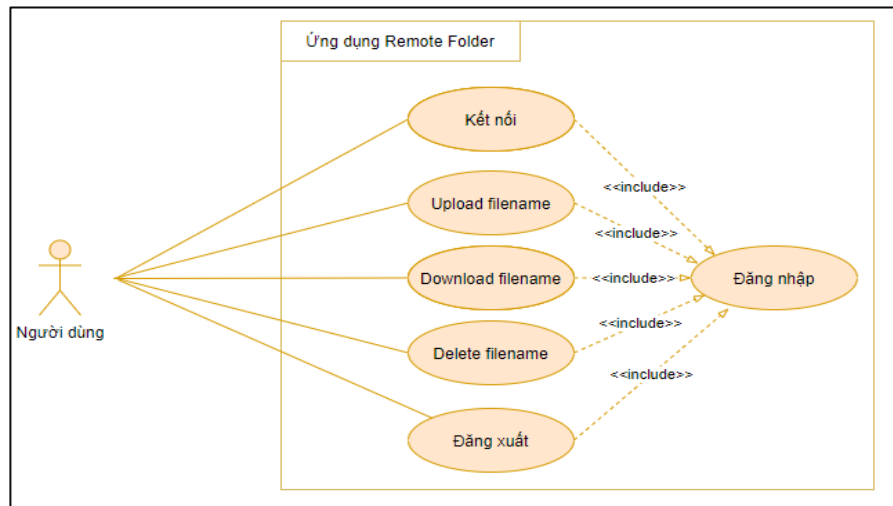 Ứng dụng Remote Folder
Kết nối
<<include>>
Upload filename
<<include>>
Download filename
<<include>>
Đăng nhập
Delete filename
<<include>>
<<include>>
Đăng xuất
Người dùng